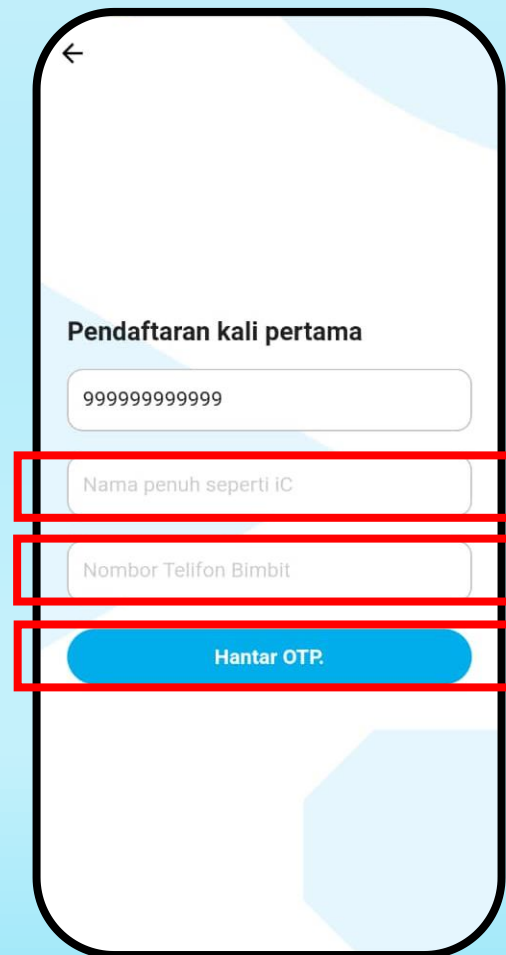 Pendaftaran kali pertama
999999999999
Nama penuh seperti iC
Nombor Telifon Bimbit
Hantar OTP.